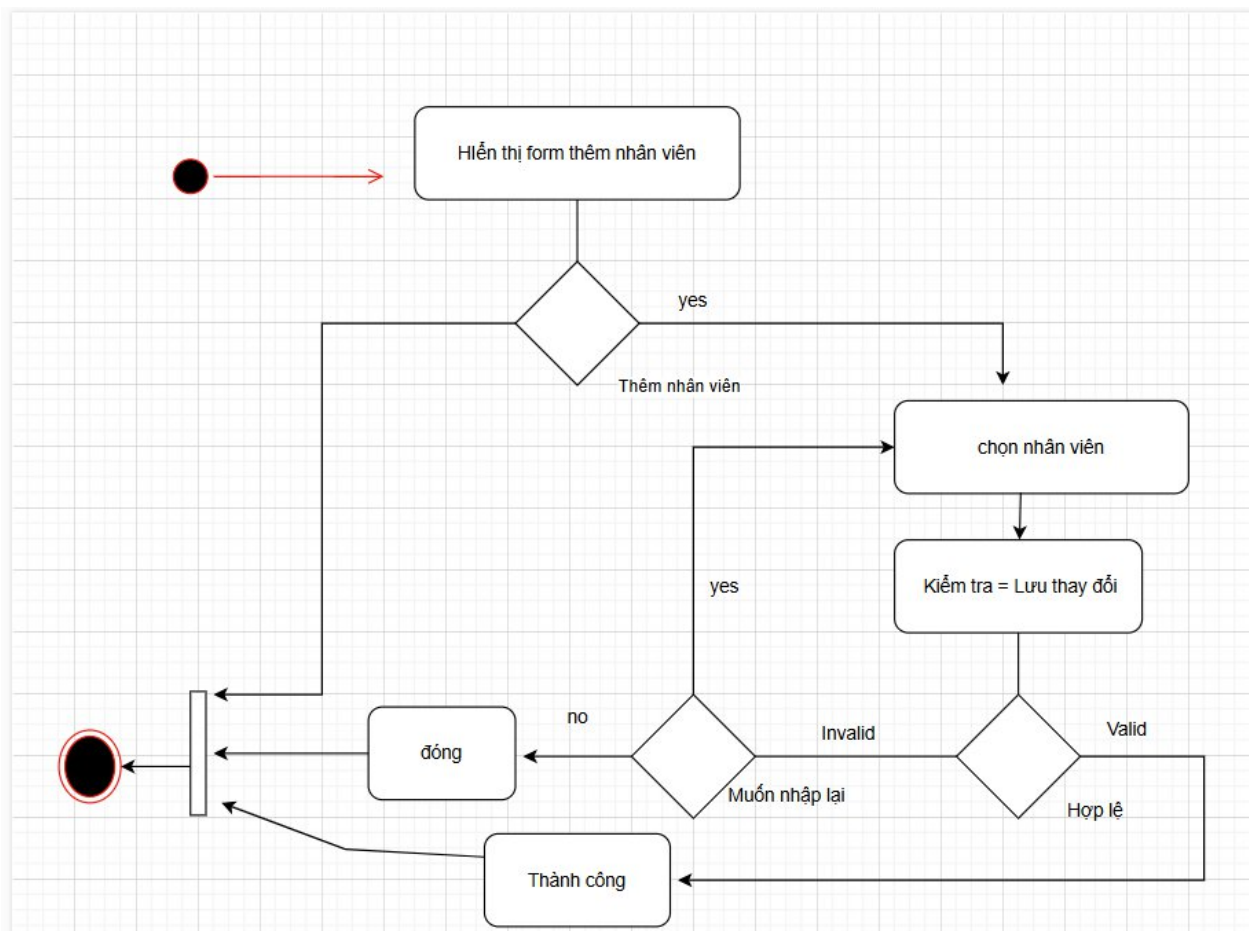 HIển thị form thêm nhân viên
yes
Thêm nhân viên
chọn nhân viên
Kiểm tra = Lưu thay đổi
yes
no
Invalid
Valid
đóng
Muốn nhập lại
Hợp lệ
Thành công